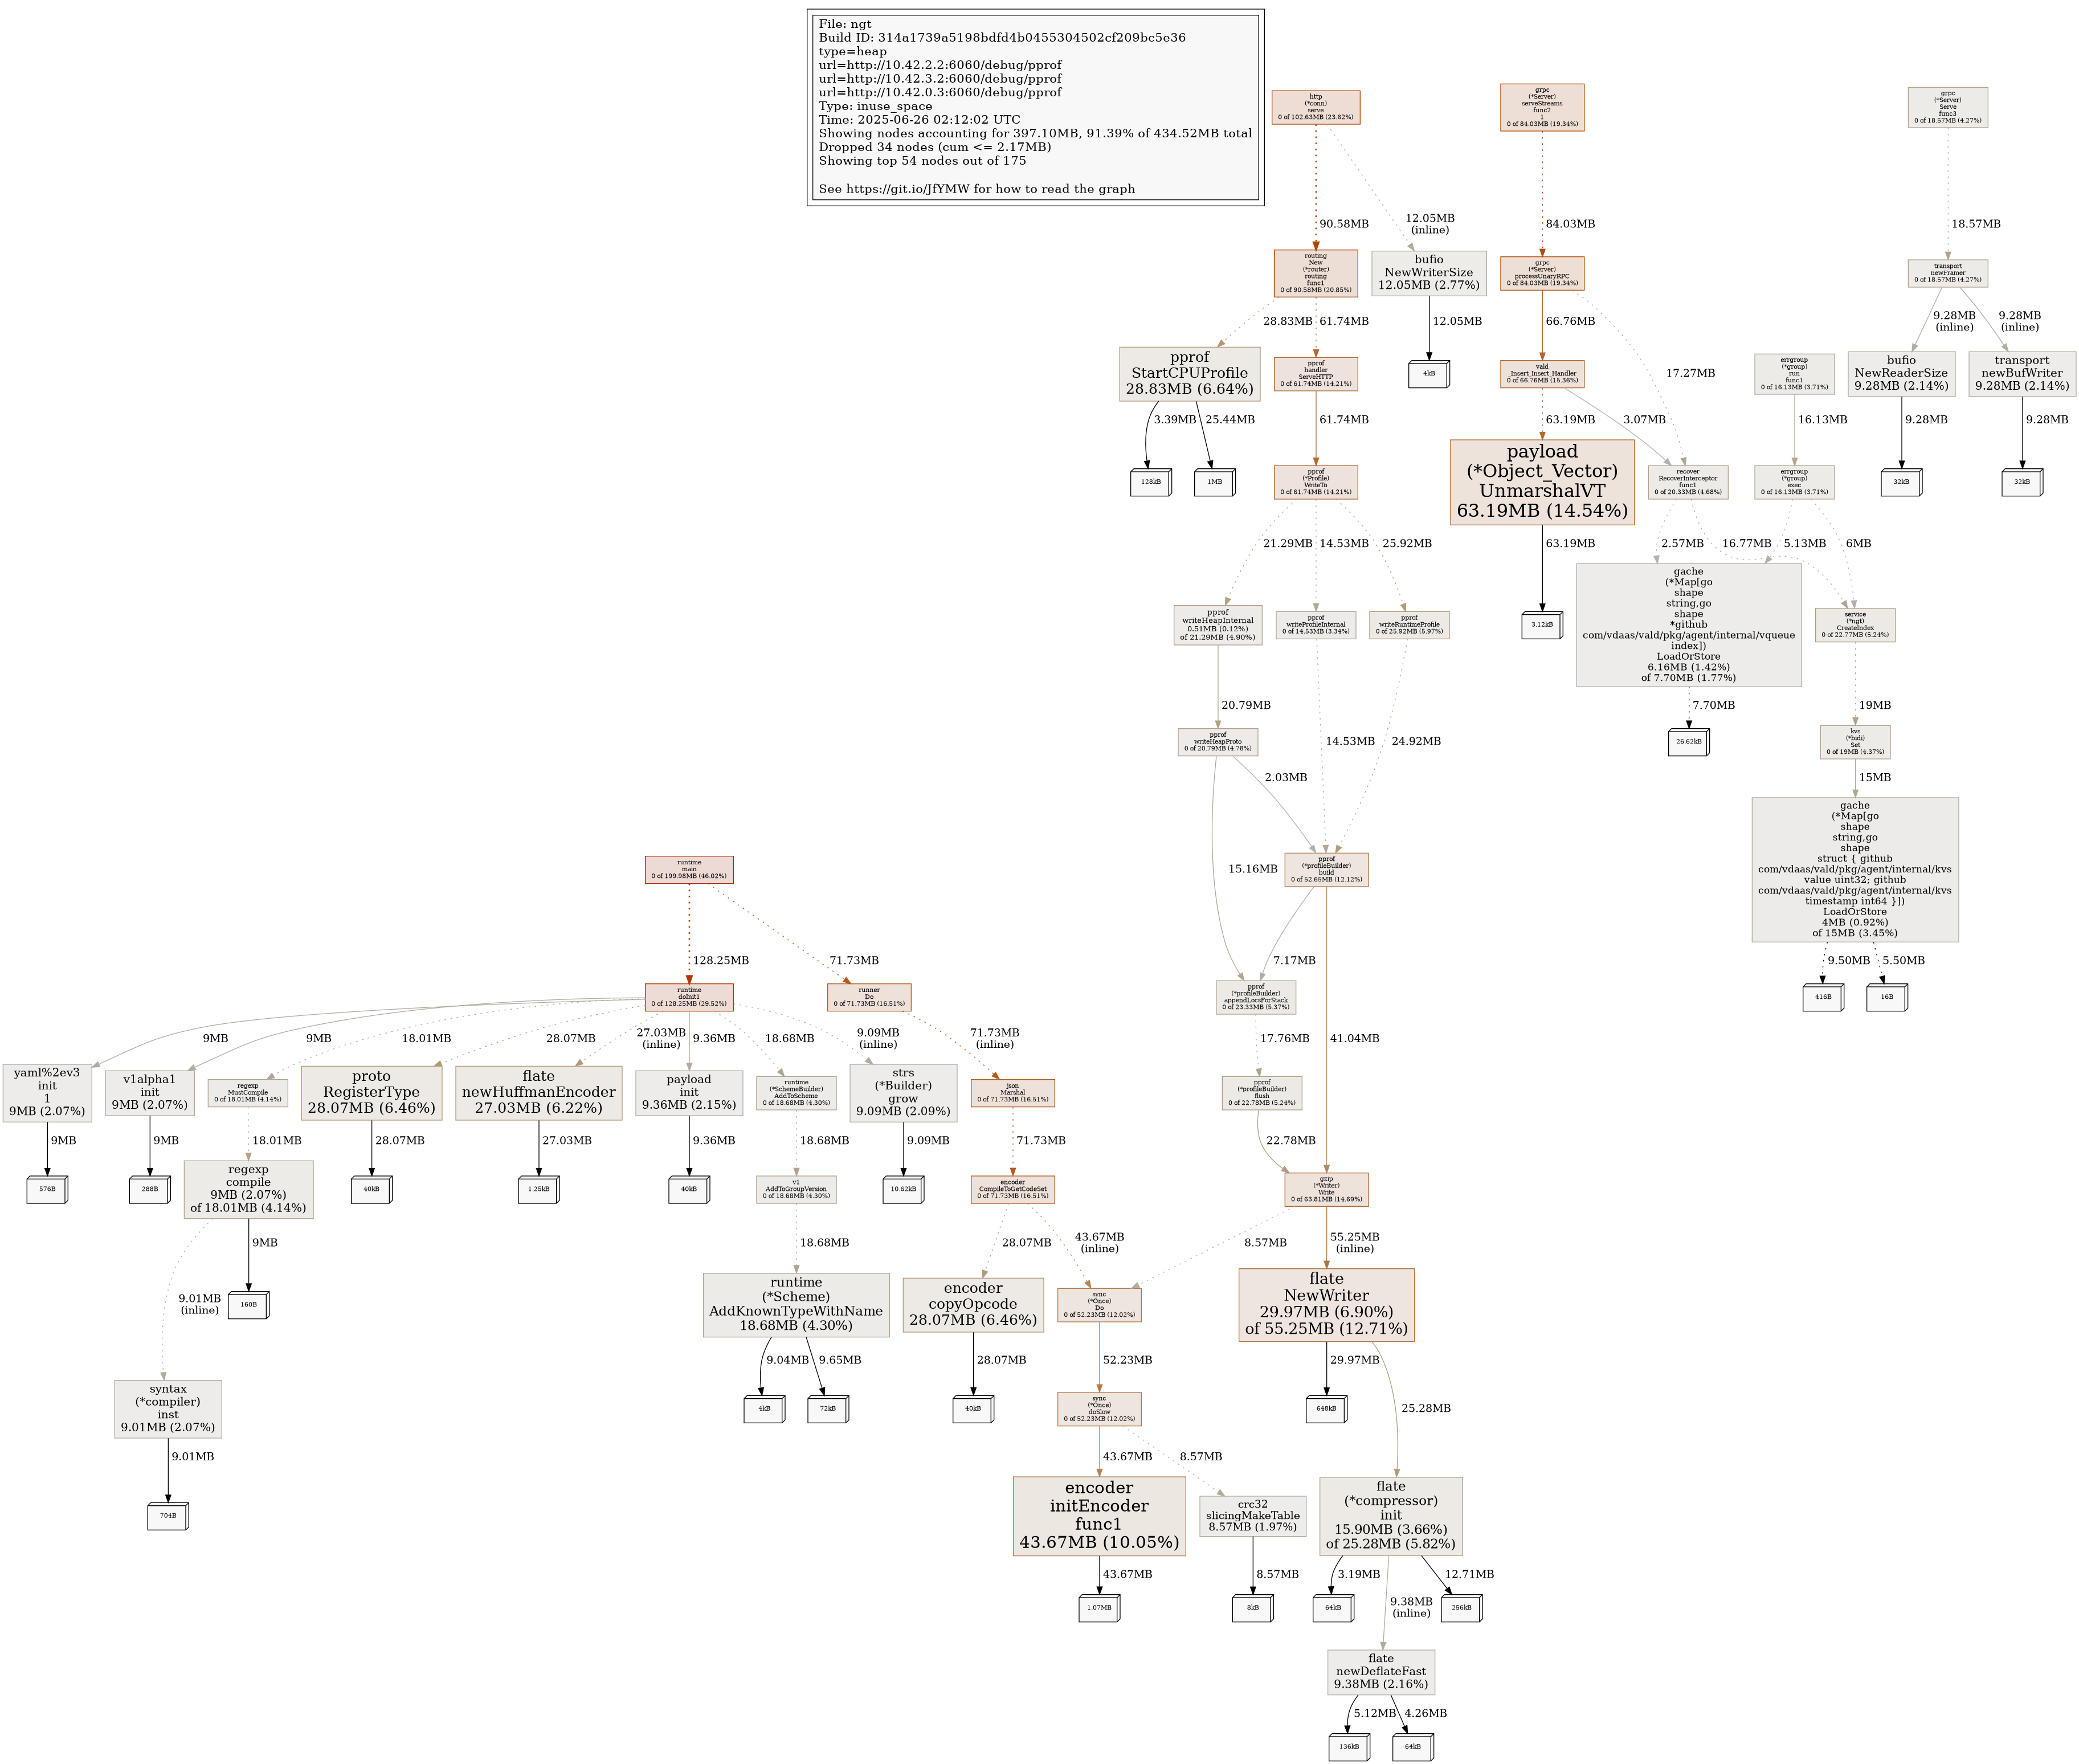 File: ngt
Build ID: 314a1739a5198bdfd4b0455304502cf209bc5e36
type=heap
url=http://10.42.2.2:6060/debug/pprof
url=http://10.42.3.2:6060/debug/pprof
url=http://10.42.0.3:6060/debug/pprof
Type: inuse_space
Time: 2025-06-26 02:12:02 UTC
Showing nodes accounting for 397.10MB, 91.39% of 434.52MB total
Dropped 34 nodes (cum <= 2.17MB)
Showing top 54 nodes out of 175
See https://git.io/JfYMW for how to read the graph
http
(*conn)
serve
0 of 102.63MB (23.62%)
grpc
(*Server)
serveStreams
func2
1
0 of 84.03MB (19.34%)
grpc
(*Server)
Serve
func3
0 of 18.57MB (4.27%)
90.58MB
12.05MB
(inline)
84.03MB
18.57MB
routing
New
(*router)
routing
func1
0 of 90.58MB (20.85%)
bufio
NewWriterSize
12.05MB (2.77%)
grpc
(*Server)
processUnaryRPC
0 of 84.03MB (19.34%)
transport
newFramer
0 of 18.57MB (4.27%)
28.83MB
61.74MB
12.05MB
66.76MB
17.27MB
9.28MB
(inline)
9.28MB
(inline)
pprof
StartCPUProfile
28.83MB (6.64%)
pprof
handler
ServeHTTP
0 of 61.74MB (14.21%)
4kB
vald
_Insert_Insert_Handler
0 of 66.76MB (15.36%)
errgroup
(*group)
run
func1
0 of 16.13MB (3.71%)
bufio
NewReaderSize
9.28MB (2.14%)
transport
newBufWriter
9.28MB (2.14%)
3.39MB
25.44MB
61.74MB
63.19MB
3.07MB
16.13MB
9.28MB
9.28MB
128kB
1MB
pprof
(*Profile)
WriteTo
0 of 61.74MB (14.21%)
payload
(*Object_Vector)
UnmarshalVT
63.19MB (14.54%)
recover
RecoverInterceptor
func1
0 of 20.33MB (4.68%)
errgroup
(*group)
exec
0 of 16.13MB (3.71%)
32kB
32kB
21.29MB
14.53MB
25.92MB
63.19MB
2.57MB
16.77MB
5.13MB
6MB
pprof
writeHeapInternal
0.51MB (0.12%)
of 21.29MB (4.90%)
pprof
writeProfileInternal
0 of 14.53MB (3.34%)
pprof
writeRuntimeProfile
0 of 25.92MB (5.97%)
3.12kB
gache
(*Map[go
shape
string,go
shape
*github
com/vdaas/vald/pkg/agent/internal/vqueue
index])
LoadOrStore
6.16MB (1.42%)
of 7.70MB (1.77%)
service
(*ngt)
CreateIndex
0 of 22.77MB (5.24%)
20.79MB
7.70MB
19MB
pprof
writeHeapProto
0 of 20.79MB (4.78%)
14.53MB
24.92MB
26.62kB
kvs
(*bidi)
Set
0 of 19MB (4.37%)
2.03MB
15MB
gache
(*Map[go
shape
string,go
shape
struct { github
com/vdaas/vald/pkg/agent/internal/kvs
value uint32; github
com/vdaas/vald/pkg/agent/internal/kvs
timestamp int64 }])
LoadOrStore
4MB (0.92%)
of 15MB (3.45%)
runtime
main
0 of 199.98MB (46.02%)
15.16MB
pprof
(*profileBuilder)
build
0 of 52.65MB (12.12%)
128.25MB
71.73MB
7.17MB
9.50MB
5.50MB
runtime
doInit1
0 of 128.25MB (29.52%)
runner
Do
0 of 71.73MB (16.51%)
pprof
(*profileBuilder)
appendLocsForStack
0 of 23.33MB (5.37%)
416B
16B
9MB
9MB
18.01MB
28.07MB
27.03MB
(inline)
9.36MB
18.68MB
9.09MB
(inline)
71.73MB
(inline)
17.76MB
41.04MB
yaml%2ev3
init
1
9MB (2.07%)
v1alpha1
init
9MB (2.07%)
regexp
MustCompile
0 of 18.01MB (4.14%)
proto
RegisterType
28.07MB (6.46%)
flate
newHuffmanEncoder
27.03MB (6.22%)
payload
init
9.36MB (2.15%)
runtime
(*SchemeBuilder)
AddToScheme
0 of 18.68MB (4.30%)
strs
(*Builder)
grow
9.09MB (2.09%)
json
Marshal
0 of 71.73MB (16.51%)
pprof
(*profileBuilder)
flush
0 of 22.78MB (5.24%)
9MB
9MB
18.01MB
28.07MB
27.03MB
9.36MB
18.68MB
9.09MB
71.73MB
22.78MB
576B
288B
regexp
compile
9MB (2.07%)
of 18.01MB (4.14%)
40kB
1.25kB
40kB
v1
AddToGroupVersion
0 of 18.68MB (4.30%)
10.62kB
encoder
CompileToGetCodeSet
0 of 71.73MB (16.51%)
gzip
(*Writer)
Write
0 of 63.81MB (14.69%)
9.01MB
(inline)
9MB
18.68MB
28.07MB
43.67MB
(inline)
8.57MB
55.25MB
(inline)
160B
runtime
(*Scheme)
AddKnownTypeWithName
18.68MB (4.30%)
encoder
copyOpcode
28.07MB (6.46%)
sync
(*Once)
Do
0 of 52.23MB (12.02%)
flate
NewWriter
29.97MB (6.90%)
of 55.25MB (12.71%)
9.04MB
9.65MB
28.07MB
52.23MB
29.97MB
25.28MB
syntax
(*compiler)
inst
9.01MB (2.07%)
4kB
72kB
40kB
sync
(*Once)
doSlow
0 of 52.23MB (12.02%)
648kB
9.01MB
43.67MB
8.57MB
704B
encoder
initEncoder
func1
43.67MB (10.05%)
crc32
slicingMakeTable
8.57MB (1.97%)
flate
(*compressor)
init
15.90MB (3.66%)
of 25.28MB (5.82%)
43.67MB
8.57MB
3.19MB
9.38MB
(inline)
12.71MB
1.07MB
8kB
64kB
256kB
flate
newDeflateFast
9.38MB (2.16%)
5.12MB
4.26MB
136kB
64kB